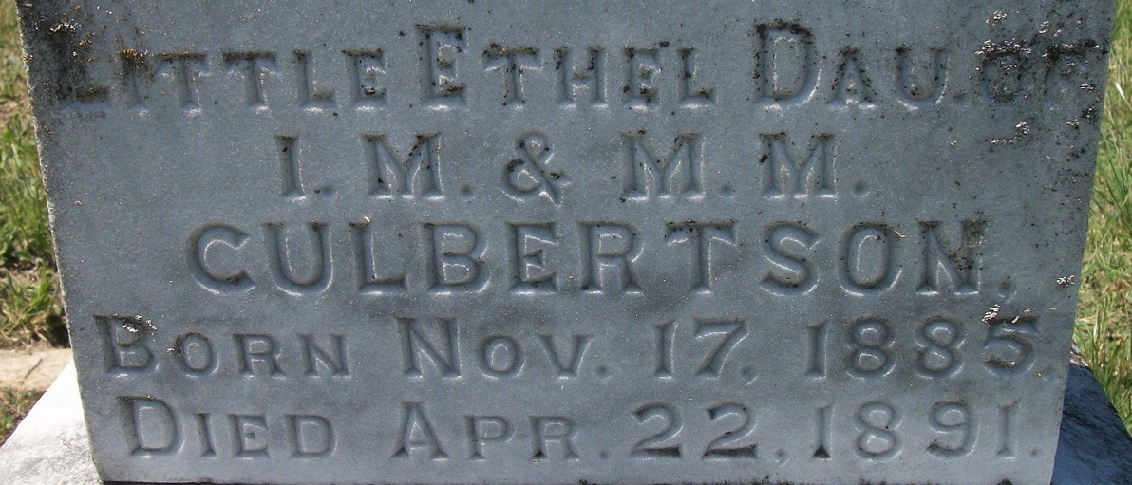 LITTLE ETHEL DAU. OF
I. M. & M. M.
CULBERTSON,
BORN NOV. 17, 1885,
DIED APR. 22, 1891.